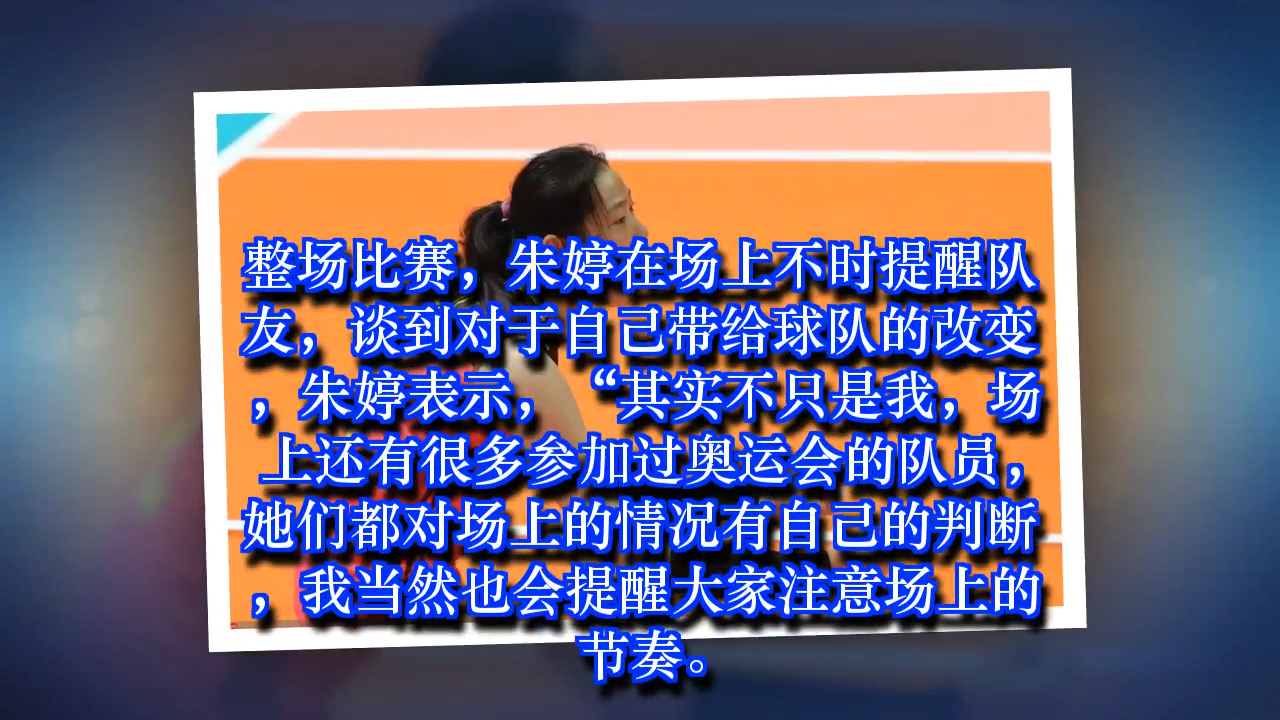 整场比赛，朱婷在场上不时提醒队
友，谈到对于自己带给球队的改变
，朱婷表示，“其实不只是我，场
上还有很多参加过奥运会的队员，
她们都对场上的情况有自己的判断
，我当然也会提醒大家注意场上的
节奏。